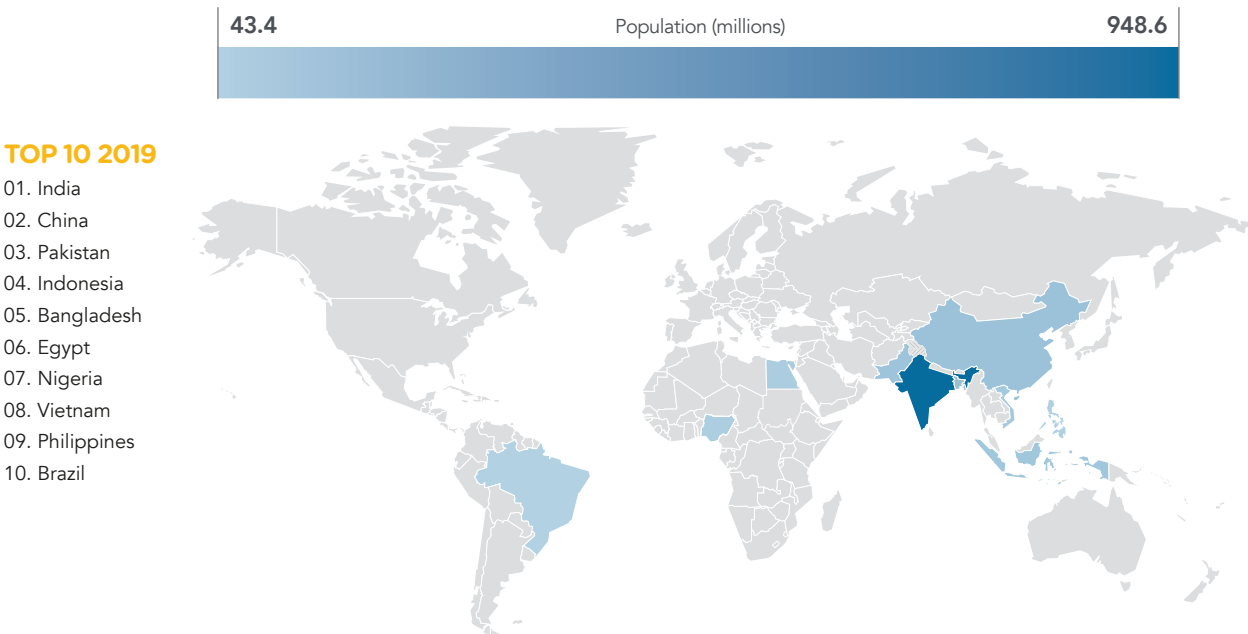 43.4 Population (millions) 948.6
TOP 10 2019
01. India
02. China
03. Pakistan
04. Indonesia
05. Bangladesh
06. Egypt
07. Nigeria
08. Vietnam
09. Philippines
10. Brazil